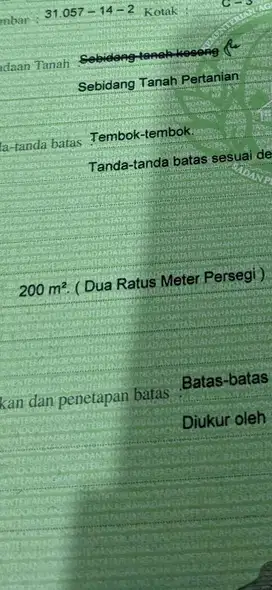 mbar : 31.057 – 14 – 2 Kotak : C – 3
daan Tanah Sebidang tanah kosong
Sebidang Tanah Pertanian
a-tanda batas Tembok-tembok.
Tanda-tanda batas sesuai de
200 m². ( Dua Ratus Meter Persegi )
kan dan penetapan batas : Batas-batas
Diukur oleh